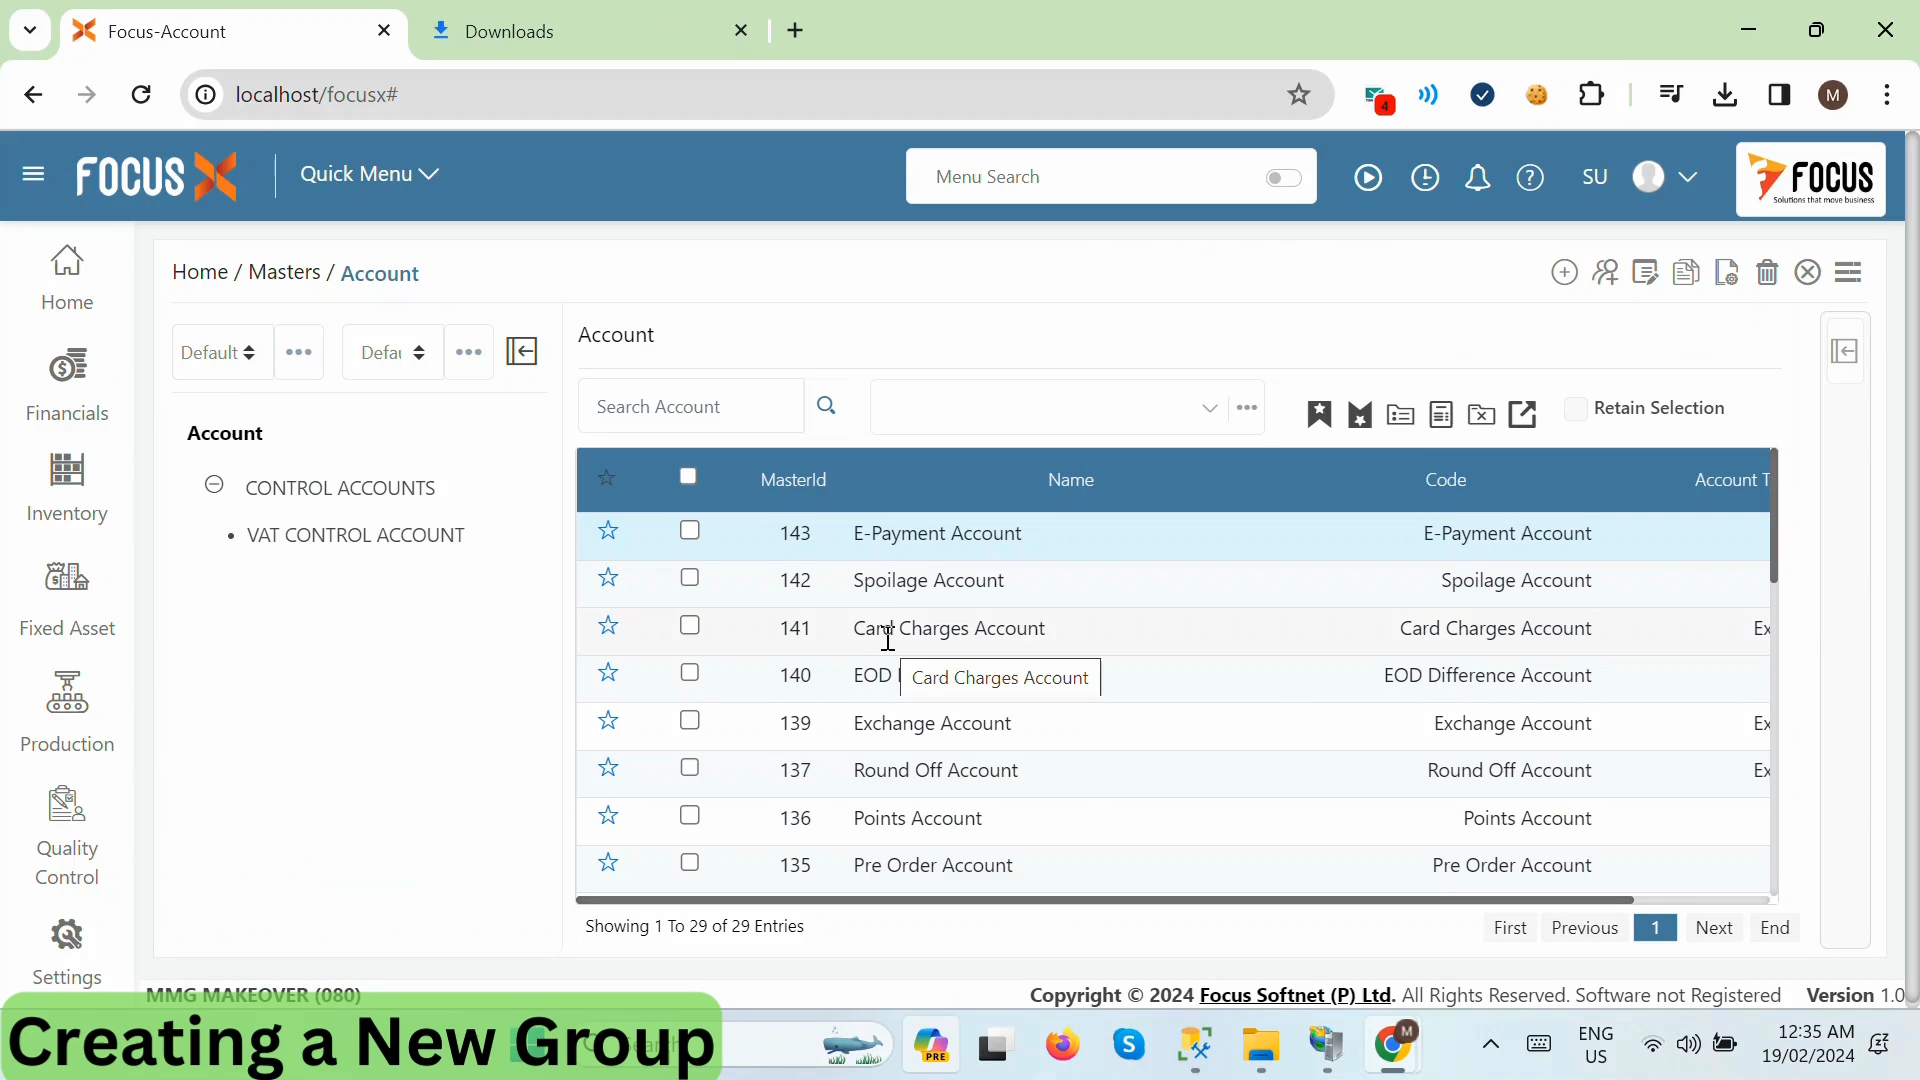 Focus-Account
Downloads
localhost/focusx#
4
M
FOCUS
Quick Menu
Menu Search
SU
FOCUS
Solutions that move business
Home / Masters / Account
Home
Financials
Inventory
Fixed Asset
Production
Quality
Control
Settings
Default
Defau
Account
CONTROL ACCOUNTS
VAT CONTROL ACCOUNT
Account
Search Account
Retain Selection
MasterId Name Code Account T
143 E-Payment Account E-Payment Account
142 Spoilage Account Spoilage Account
141 Card Charges Account Card Charges Account Ex
140 EOD EOD Difference Account
Card Charges Account
139 Exchange Account Exchange Account Ex
137 Round Off Account Round Off Account Ex
136 Points Account Points Account
135 Pre Order Account Pre Order Account
Showing 1 To 29 of 29 Entries
First Previous 1 Next End
MMG MAKEOVER (080)
Copyright © 2024 Focus Softnet (P) Ltd. All Rights Reserved. Software not Registered Version 1.0
Creating a New Group
Search
PRE
M
ENG
US
12:35 AM
19/02/2024